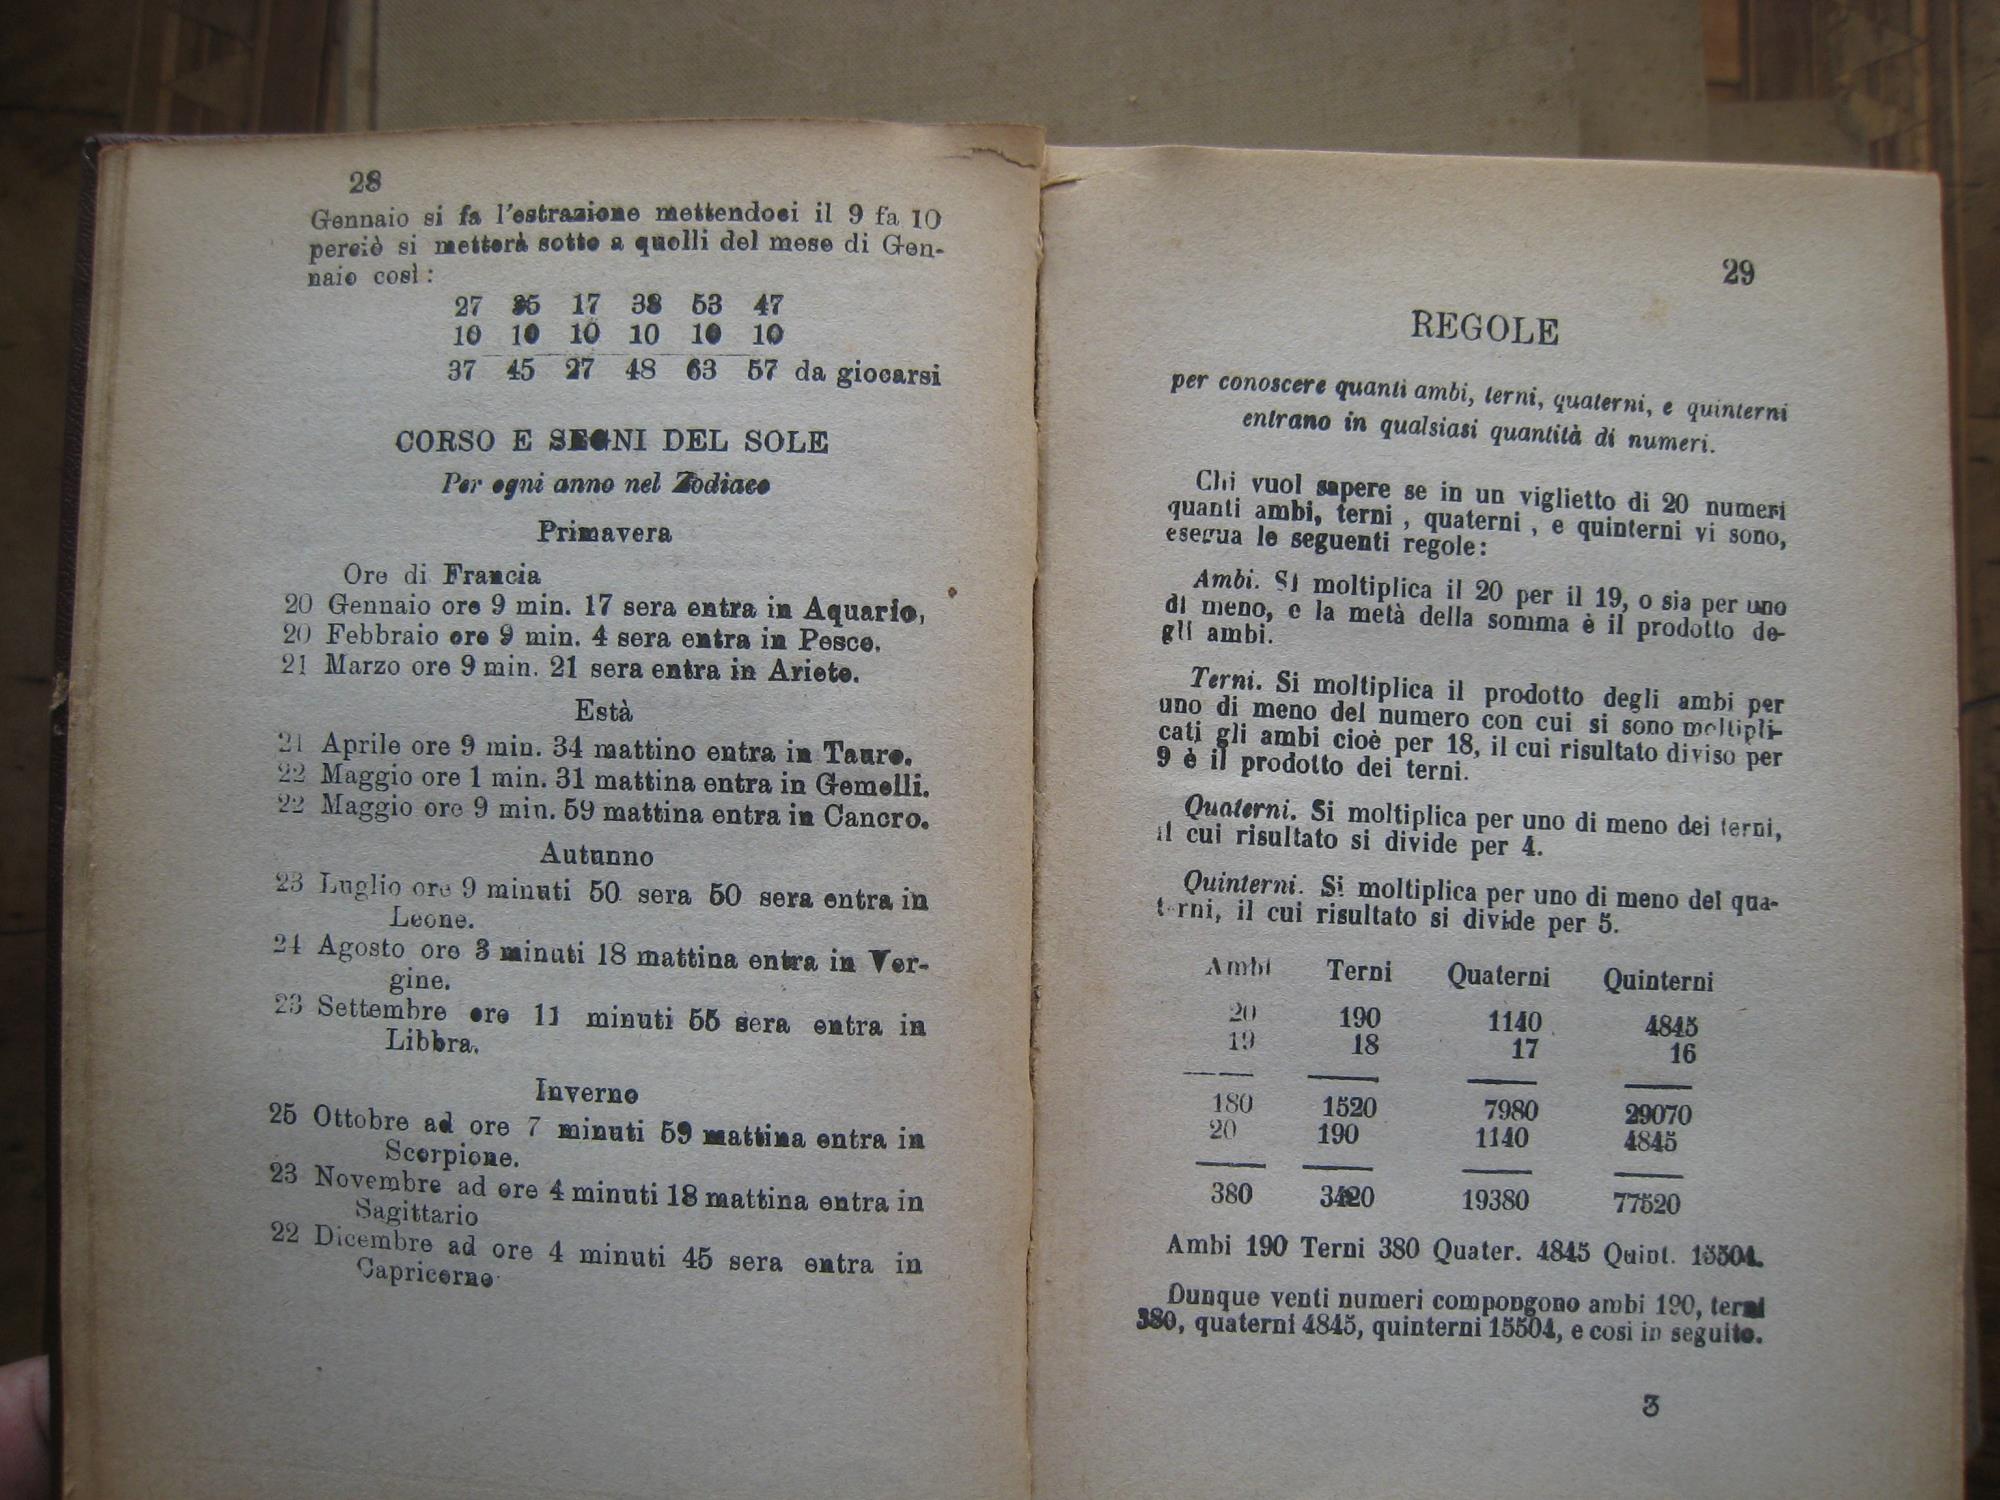 28
Gennaio si fa l'estrazione mettendoci il 9 fa 10
perciò si metterà sotto a quelli del mese di Gen-
naio così:
27 35 17 38 53 47
10 10 10 10 10 10
37 45 27 48 63 57 da giocarsi
CORSO E SEGNI DEL SOLE
Per ogni anno nel Zodiaco
Primavera
Ore di Francia
20 Gennaio ore 9 min. 17 sera entra in Aquario,
20 Febbraio ore 9 min. 4 sera entra in Pesce.
21 Marzo ore 9 min. 21 sera entra in Ariete.
Està
21 Aprile ore 9 min. 34 mattino entra in Tauro.
22 Maggio ore 1 min. 31 mattina entra in Gemelli.
22 Maggio ore 9 min. 59 mattina entra in Cancro.
Autunno
23 Luglio ore 9 minuti 50 sera 50 sera entra in
Leone.
24 Agosto ore 3 minuti 18 mattina entra in Ver-
gine.
23 Settembre ore 11 minuti 55 sera entra in
Libbra.
Inverno
25 Ottobre ad ore 7 minuti 59 mattina entra in
Scorpione.
23 Novembre ad ore 4 minuti 18 mattina entra in
Sagittario
22 Dicembre ad ore 4 minuti 45 sera entra in
Capricorno
29
REGOLE
per conoscere quanti ambi, terni, quaterni, e quinterni
entrano in qualsiasi quantità di numeri.
Chi vuol sapere se in un viglietto di 20 numeri
quanti ambi, terni, quaterni, e quinterni vi sono,
esegua le seguenti regole:
Ambi. Si moltiplica il 20 per il 19, o sia per uno
di meno, e la metà della somma è il prodotto de-
gli ambi.
Terni. Si moltiplica il prodotto degli ambi per
uno di meno del numero con cui si sono moltipli-
cati gli ambi cioè per 18, il cui risultato diviso per
9 è il prodotto dei terni.
Quaterni. Si moltiplica per uno di meno dei terni,
il cui risultato si divide per 4.
Quinterni. Si moltiplica per uno di meno del qua-
terni, il cui risultato si divide per 5.
Ambi Terni Quaterni Quinterni
20 190 1140 4845
19 18 17 16
180 1520 7980 29070
20 190 1140 4845
380 3420 19380 77520
Ambi 190 Terni 380 Quater. 4845 Quint. 15504.
Dunque venti numeri compongono ambi 190, terni
380, quaterni 4845, quinterni 15504, e così in seguito.
3